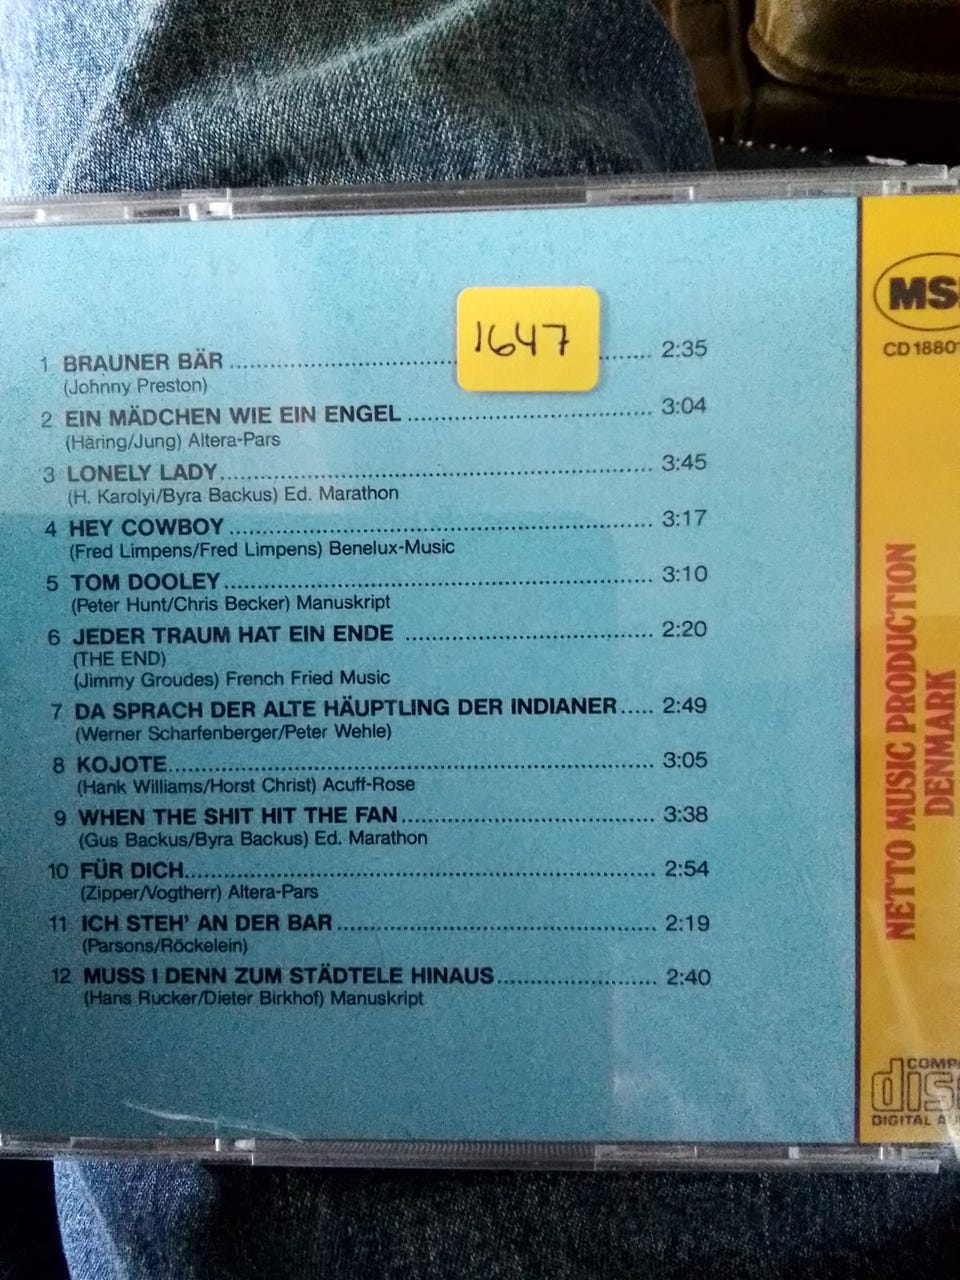 1647
1 BRAUNER BÄR 2:35
(Johnny Preston)
2 EIN MÄDCHEN WIE EIN ENGEL 3:04
(Häring/Jung) Altera-Pars
3 LONELY LADY 3:45
(H. Karolyi/Byra Backus) Ed. Marathon
4 HEY COWBOY 3:17
(Fred Limpens/Fred Limpens) Benelux-Music
5 TOM DOOLEY 3:10
(Peter Hunt/Chris Becker) Manuskript
6 JEDER TRAUM HAT EIN ENDE 2:20
(THE END)
(Jimmy Groudes) French Fried Music
7 DA SPRACH DER ALTE HÄUPTLING DER INDIANER 2:49
(Werner Scharfenberger/Peter Wehle)
8 KOJOTE 3:05
(Hank Williams/Horst Christ) Acuff-Rose
9 WHEN THE SHIT HIT THE FAN 3:38
(Gus Backus/Byra Backus) Ed. Marathon
10 FÜR DICH 2:54
(Zipper/Vogtherr) Altera-Pars
11 ICH STEH' AN DER BAR 2:19
(Parsons/Röckelein)
12 MUSS I DENN ZUM STÄDTELE HINAUS 2:40
(Hans Rucker/Dieter Birkhof) Manuskript
MS
CD 1880
NETTO MUSIC PRODUCTION
DENMARK
COMP
dis
DIGITAL A